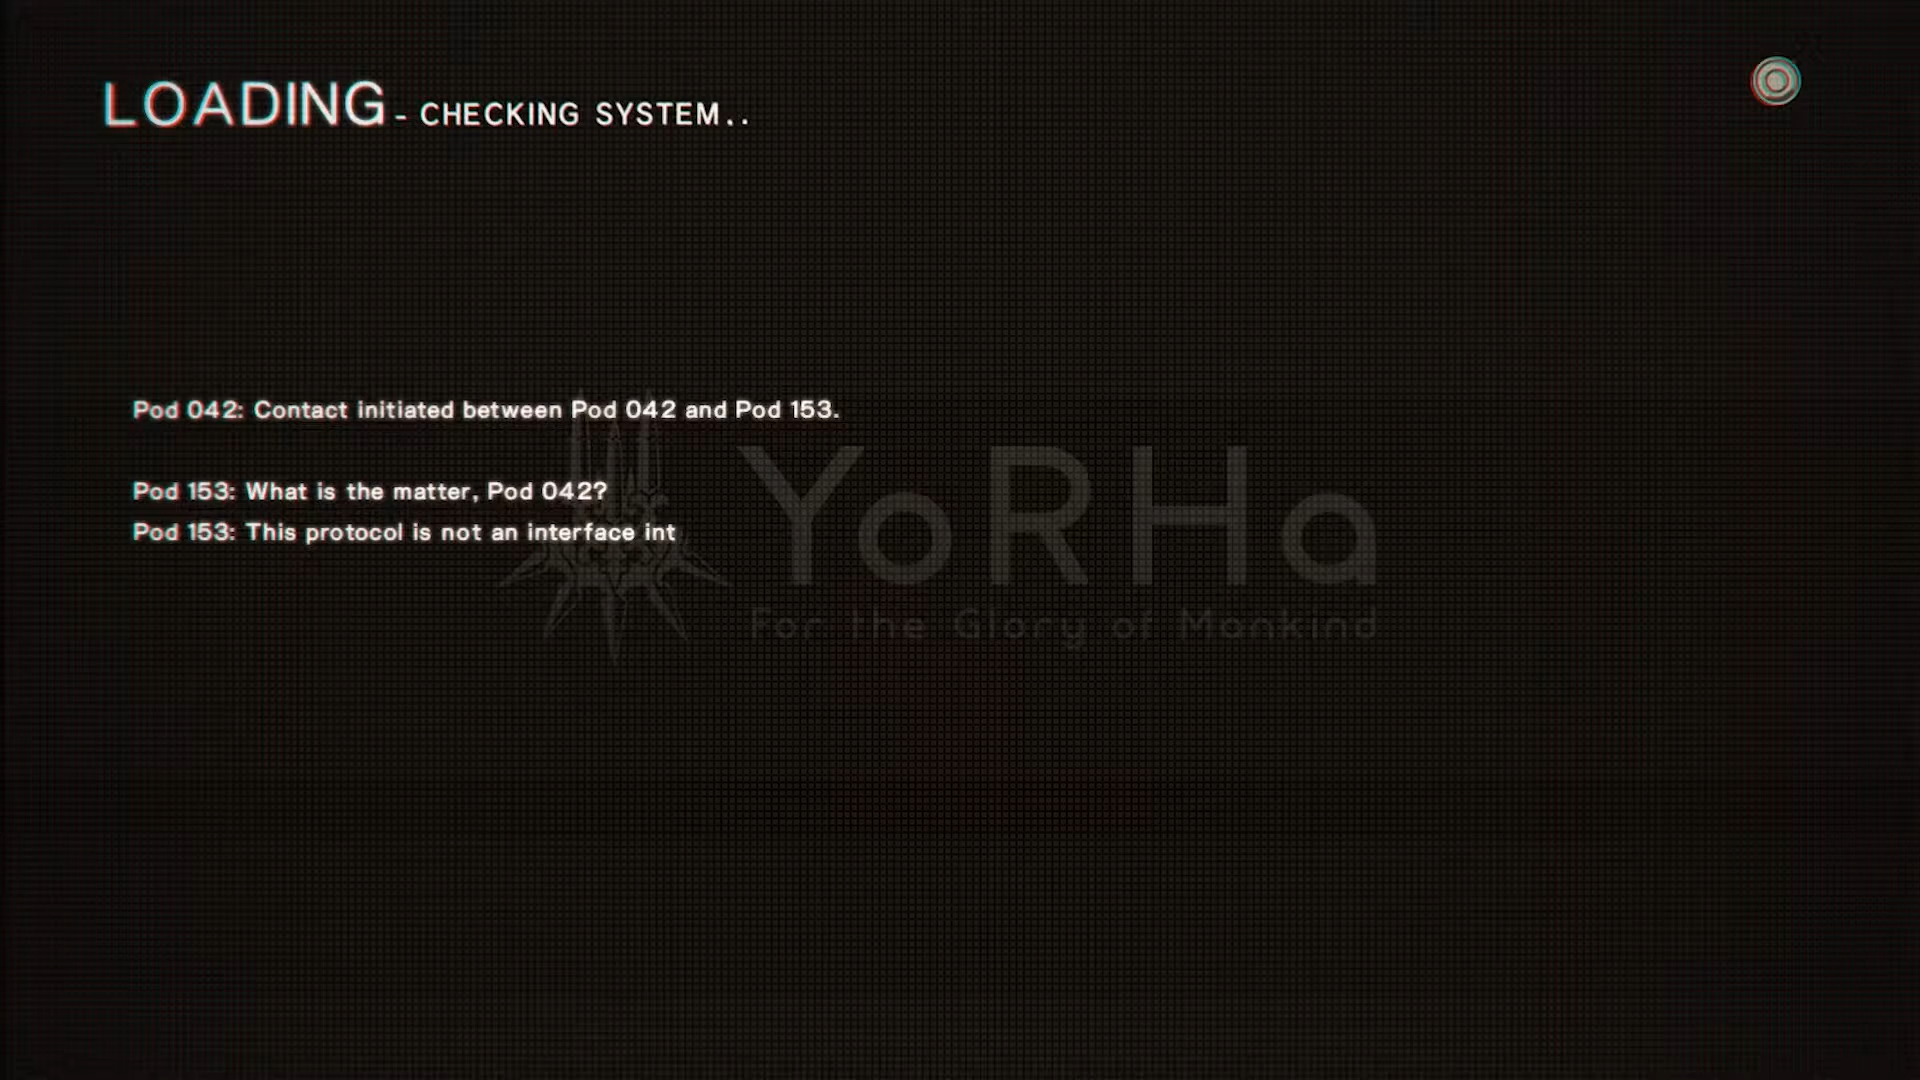 LOADING - CHECKING SYSTEM..
Pod 042: Contact initiated between Pod 042 and Pod 153.
Pod 153: What is the matter, Pod 042?
Pod 153: This protocol is not an interface int
YoRHa
For the Glory of Mankind